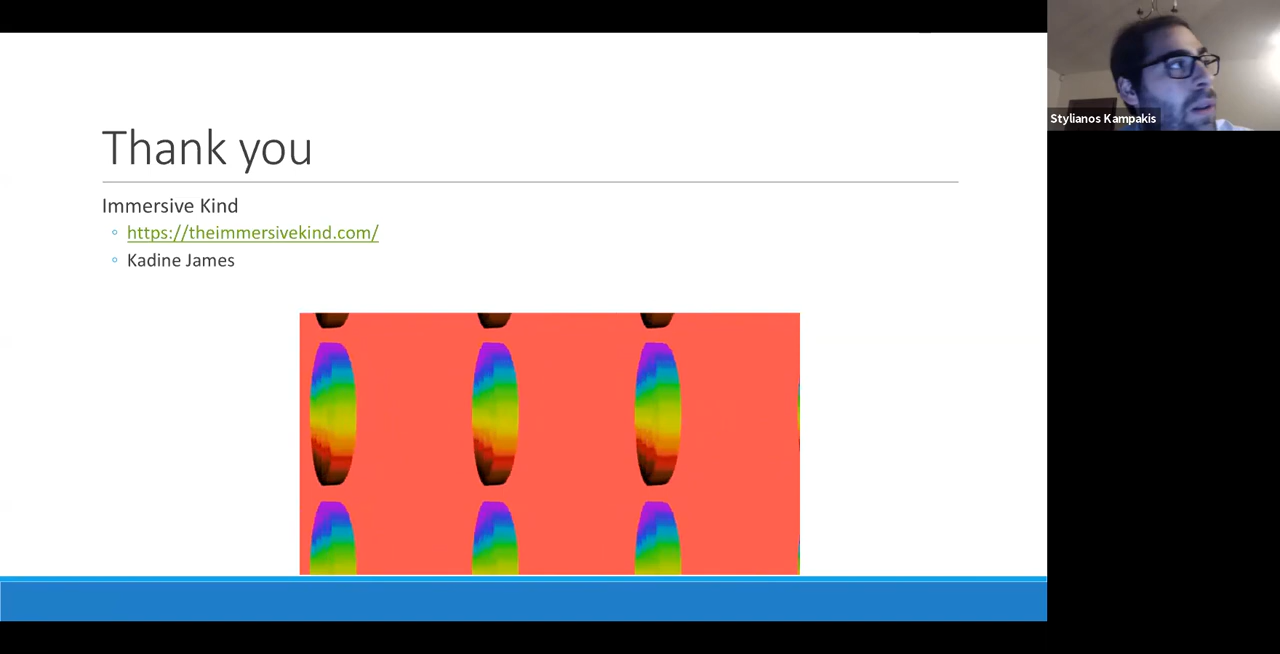 Thank you
Immersive Kind
https://theimmersivekind.com/
Kadine James
Stylianos Kampakis